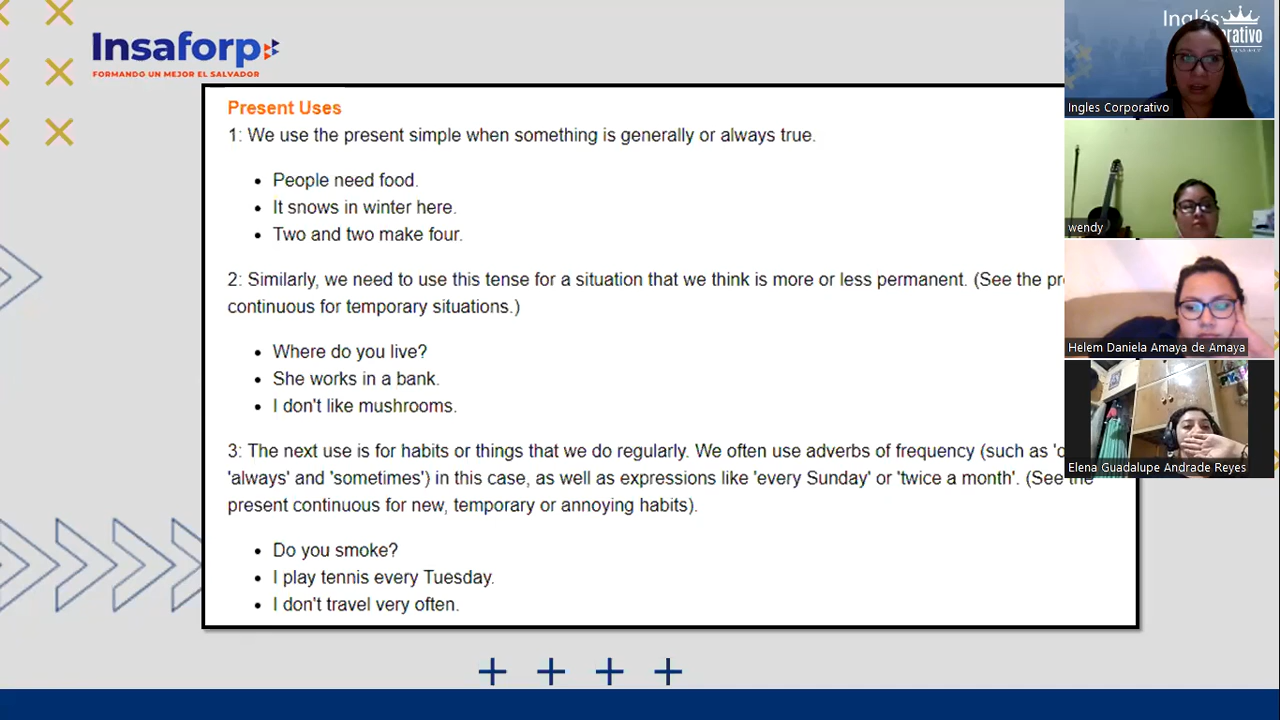 Insaforp
FORMANDO UN MEJOR EL SALVADOR
Present Uses
1: We use the present simple when something is generally or always true.
• People need food.
• It snows in winter here.
• Two and two make four.
2: Similarly, we need to use this tense for a situation that we think is more or less permanent. (See the
continuous for temporary situations.)
• Where do you live?
• She works in a bank.
• I don't like mushrooms.
3: The next use is for habits or things that we do regularly. We often use adverbs of frequency (such as
'always' and 'sometimes') in this case, as well as expressions like 'every Sunday' or 'twice a month'. (See the
present continuous for new, temporary or annoying habits).
• Do you smoke?
• I play tennis every Tuesday.
• I don't travel very often.
Inglés
Ingles Corporativo
wendy
Helem Daniela Amaya de Amaya
Elena Guadalupe Andrade Reyes